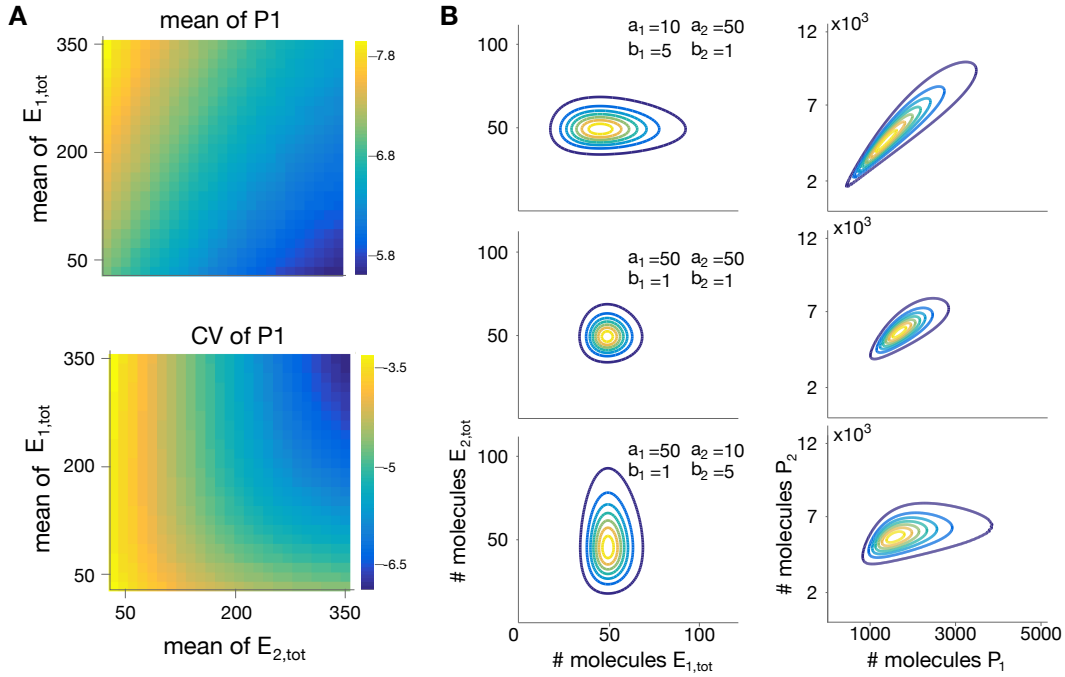 A
mean of P1
350
200
50
mean of E1,tot
–7.8
–6.8
–5.8
CV of P1
350
200
50
mean of E1,tot
–3.5
–5
–6.5
50 200 350
mean of E2,tot
B
100
50
a1=10 a2=50
b1=5 b2=1
x10³
12
7
2
100
50
a1=50 a2=50
b1=1 b2=1
x10³
12
7
2
100
50
# molecules E2,tot
a1=50 a2=10
b1=1 b2=5
0 50 100
# molecules E1,tot
x10³
12
7
2
# molecules P2
1000 3000 5000
# molecules P1